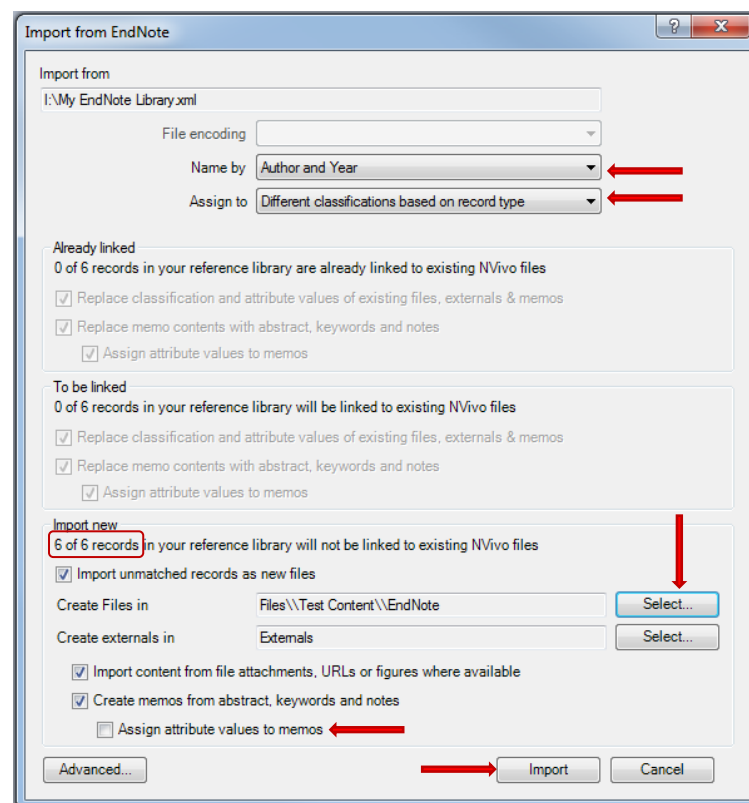 Import from EndNote
Import from
I:\My EndNote Library.xml
File encoding
Name by Author and Year
Assign to Different classifications based on record type
Already linked
0 of 6 records in your reference library are already linked to existing NVivo files
Replace classification and attribute values of existing files, externals & memos
Replace memo contents with abstract, keywords and notes
Assign attribute values to memos
To be linked
0 of 6 records in your reference library will be linked to existing NVivo files
Replace classification and attribute values of existing files, externals & memos
Replace memo contents with abstract, keywords and notes
Assign attribute values to memos
Import new
6 of 6 records in your reference library will not be linked to existing NVivo files
Import unmatched records as new files
Create Files in Files\\Test Content\\EndNote Select...
Create externals in Externals Select...
Import content from file attachments, URLs or figures where available
Create memos from abstract, keywords and notes
Assign attribute values to memos
Advanced... Import Cancel